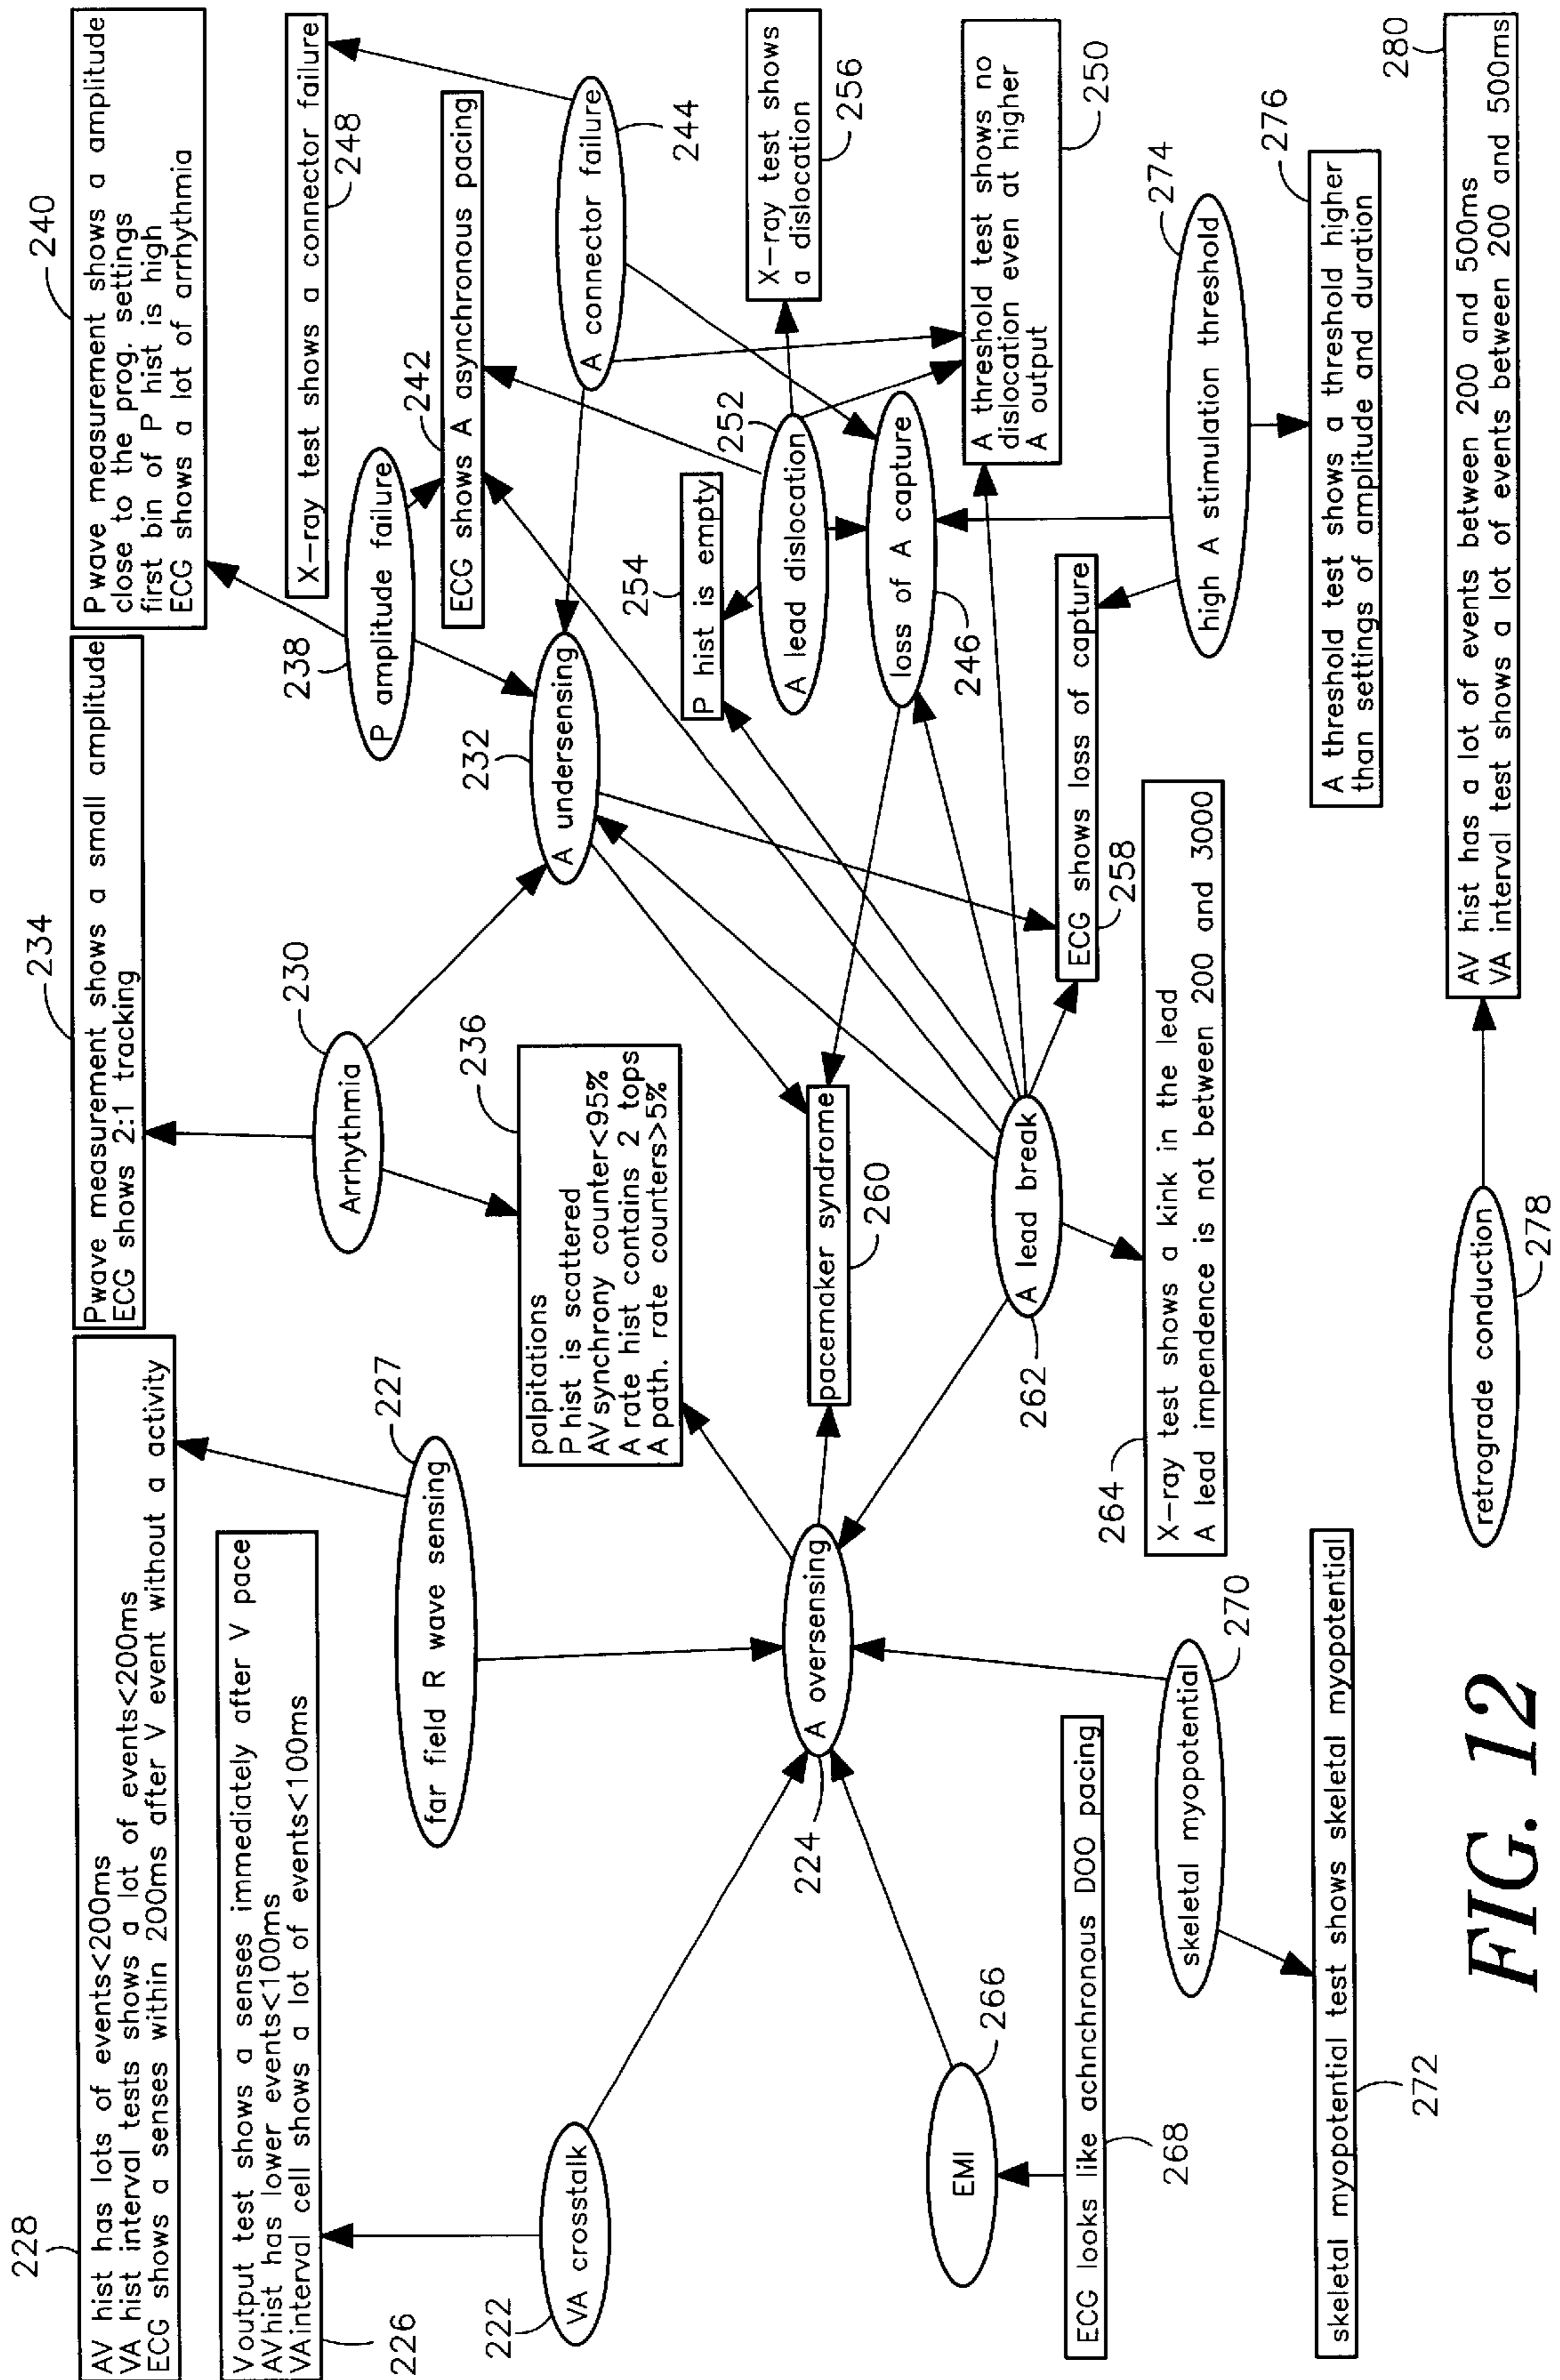 228
AV hist has lots of events<200ms
VA hist interval tests shows a lot of events<200ms
ECG shows a senses within 200ms after V event without a activity
234
Pwave measurement shows a small amplitude
ECG shows 2:1 tracking
240
Pwave measurement shows a amplitude
close to the prog. settings
first bin of P hist is high
ECG shows a lot of arrhythmia
V output test shows a senses immediately after V pace
AV hist has lower events<100ms
VA interval cell shows a lot of events<100ms
226
far field R wave sensing
227
Arrhythmia
230
238
P amplitude failure
X-ray test shows a connector failure
248
242
ECG shows A asynchronous pacing
222
VA crosstalk
palpitations
P hist is scattered
AV synchrony counter<95%
A rate hist contains 2 tops
A path. rate counters>5%
236
232
A undersensing
A connector failure
244
254
P hist is empty
252
A lead dislocation
X-ray test shows
a dislocation
256
224
A oversensing
pacemaker syndrome
260
loss of A capture
246
A threshold test shows no
dislocation even at higher
A output
250
EMI
266
262
A lead break
ECG shows loss of capture
258
ECG looks like achnchronous DOO pacing
268
skeletal myopotential
270
264
X-ray test shows a kink in the lead
A lead impendence is not between 200 and 3000
high A stimulation threshold
274
skeletal myopotential test shows skeletal myopotential
272
A threshold test shows a threshold higher
than settings of amplitude and duration
276
retrograde conduction
278
AV hist has a lot of events between 200 and 500ms
VA interval test shows a lot of events between 200 and 500ms
280
FIG. 12